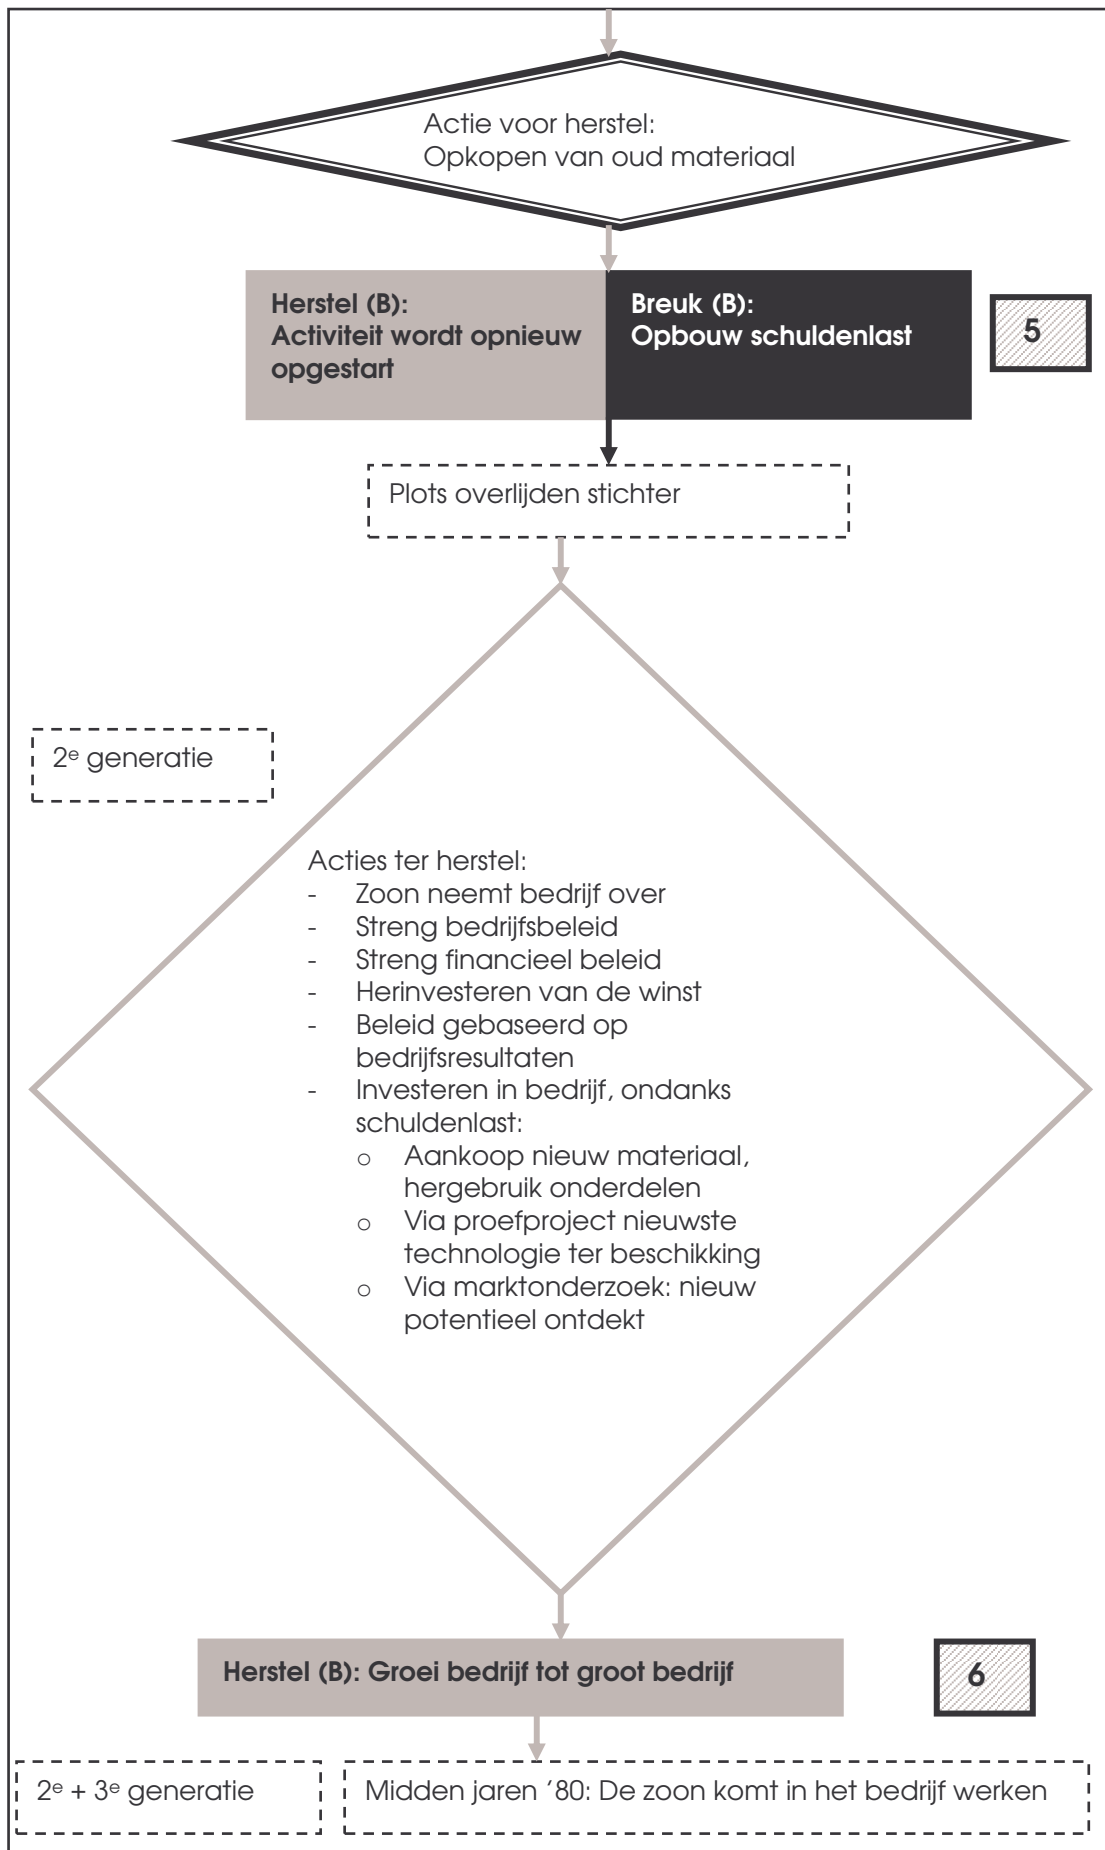 Actie voor herstel:
Opkopen van oud materiaal
Herstel (B):
Activiteit wordt opnieuw
opgestart
Breuk (B):
Opbouw schuldenlast
5
Plots overlijden stichter
2e generatie
Acties ter herstel:
- Zoon neemt bedrijf over
- Streng bedrijfsbeleid
- Streng financieel beleid
- Herinvesteren van de winst
- Beleid gebaseerd op
bedrijfsresultaten
- Investeren in bedrijf, ondanks
schuldenlast:
o Aankoop nieuw materiaal,
hergebruik onderdelen
o Via proefproject nieuwste
technologie ter beschikking
o Via marktonderzoek: nieuw
potentieel ontdekt
Herstel (B): Groei bedrijf tot groot bedrijf
6
2e + 3e generatie
Midden jaren ’80: De zoon komt in het bedrijf werken